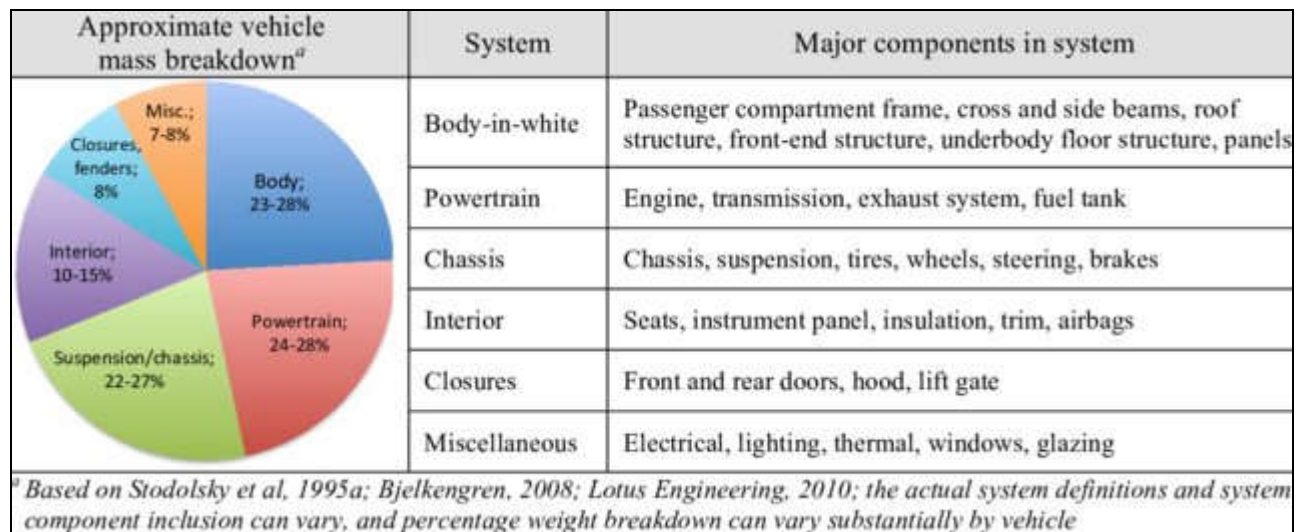 Approximate vehicle
mass breakdownᵃ
System
Major components in system
Misc.;
7-8%
Closures,
fenders;
8%
Body;
23-28%
Interior;
10-15%
Powertrain;
24-28%
Suspension/chassis;
22-27%
Body-in-white
Passenger compartment frame, cross and side beams, roof
structure, front-end structure, underbody floor structure, panels
Powertrain
Engine, transmission, exhaust system, fuel tank
Chassis
Chassis, suspension, tires, wheels, steering, brakes
Interior
Seats, instrument panel, insulation, trim, airbags
Closures
Front and rear doors, hood, lift gate
Miscellaneous
Electrical, lighting, thermal, windows, glazing
ᵃ Based on Stodolsky et al, 1995a; Bjelkengren, 2008; Lotus Engineering, 2010; the actual system definitions and system
component inclusion can vary, and percentage weight breakdown can vary substantially by vehicle